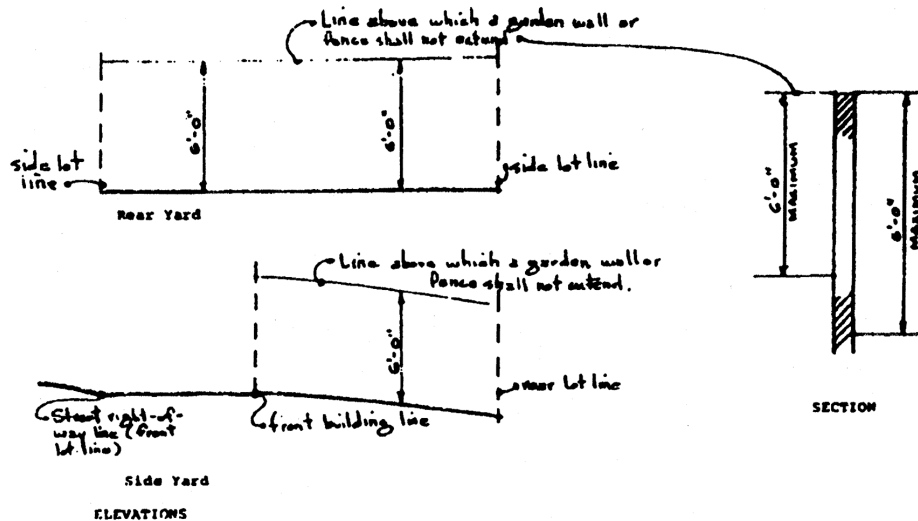 Line above which a garden wall or
fence shall not extend
6'-0"
6'-0"
side lot
line
side lot line
Rear Yard
6'-0"
MAXIMUM
6'-0"
MAXIMUM
Line above which a garden wall or
fence shall not extend.
6'-0"
rear lot line
Street right-of-
way line (front
lot line)
front building line
SECTION
Side Yard
ELEVATIONS